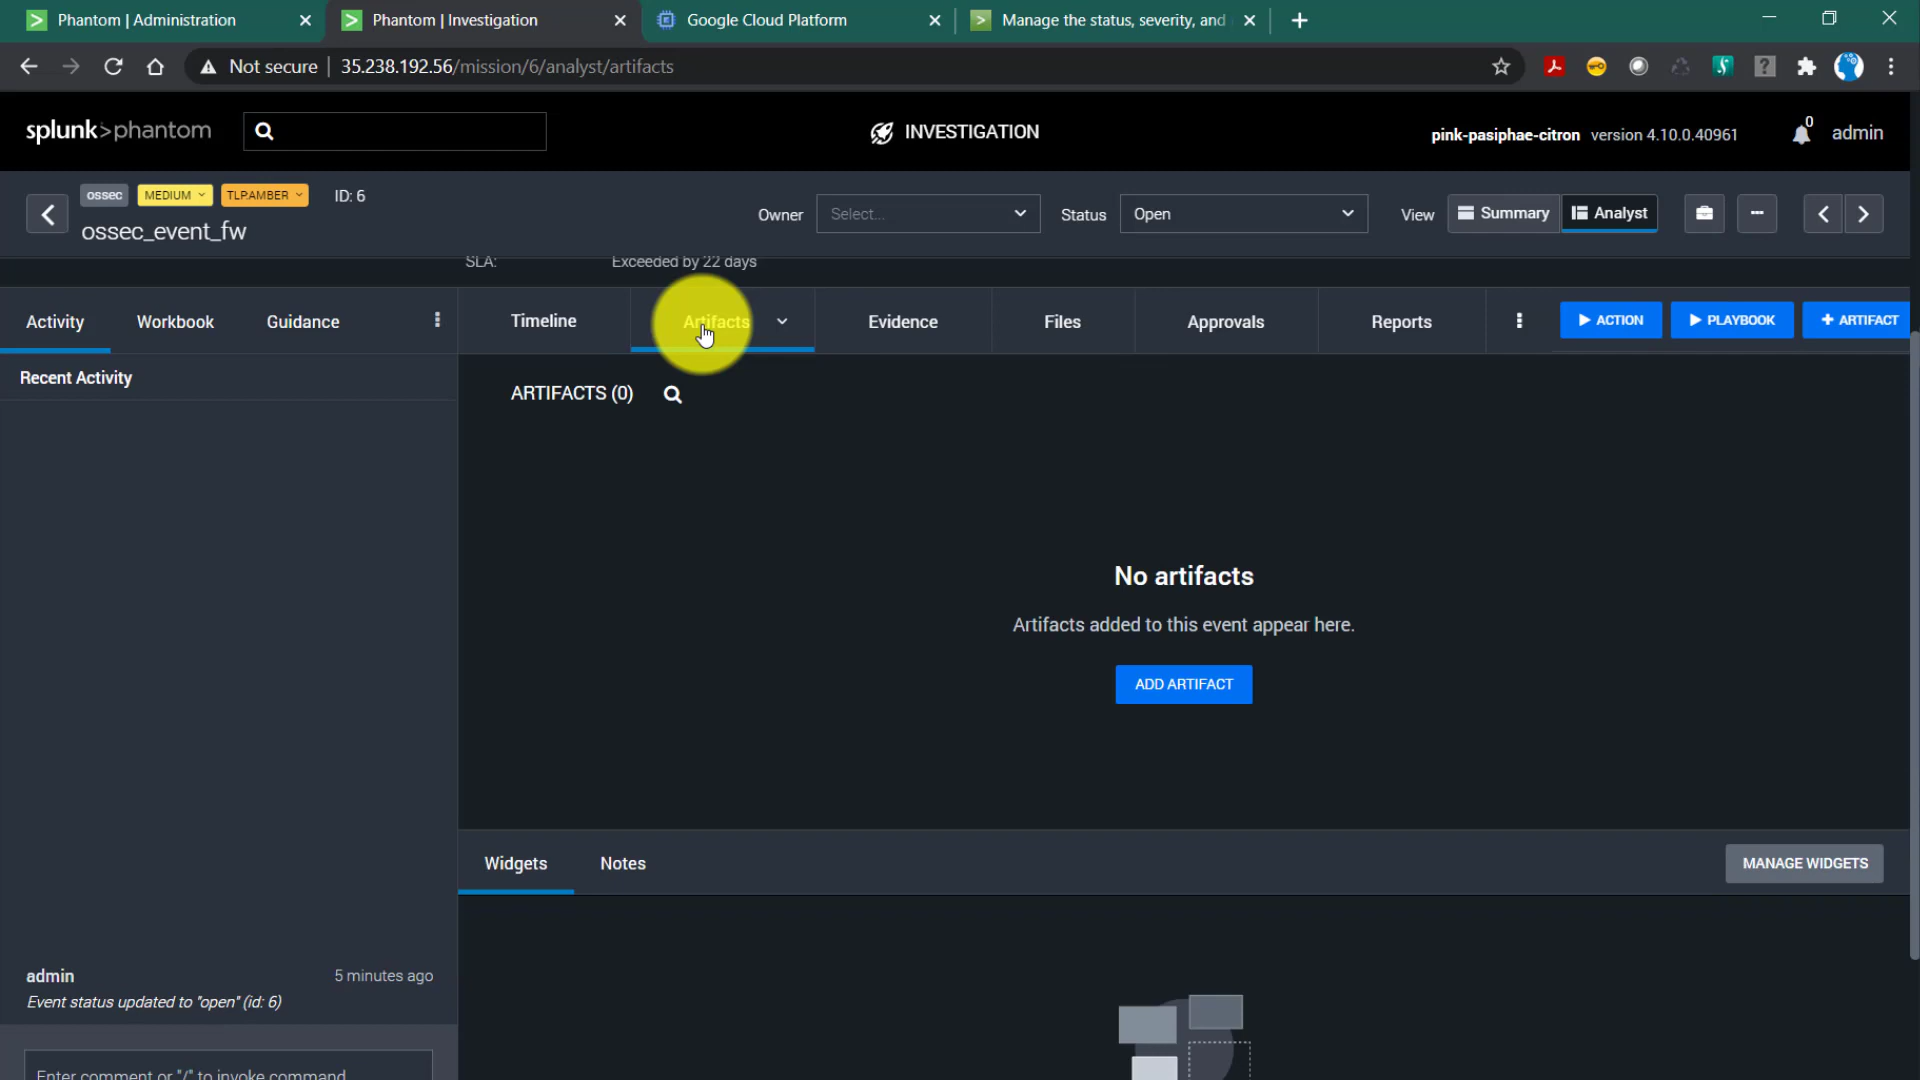 Phantom | Administration
Phantom | Investigation
Google Cloud Platform
Manage the status, severity, and
Not secure
35.238.192.56/mission/6/analyst/artifacts
splunk>phantom
INVESTIGATION
pink-pasiphae-citron version 4.10.0.40961
0
admin
ossec
MEDIUM
TLP:AMBER
ID: 6
ossec_event_fw
Owner
Select...
Status
Open
View
Summary
Analyst
SLA:
Exceeded by 22 days
Activity
Workbook
Guidance
Timeline
Artifacts
Evidence
Files
Approvals
Reports
ACTION
PLAYBOOK
+ ARTIFACT
Recent Activity
ARTIFACTS (0)
No artifacts
Artifacts added to this event appear here.
ADD ARTIFACT
Widgets
Notes
MANAGE WIDGETS
admin
5 minutes ago
Event status updated to "open" (id: 6)
Enter comment or "/" to invoke command